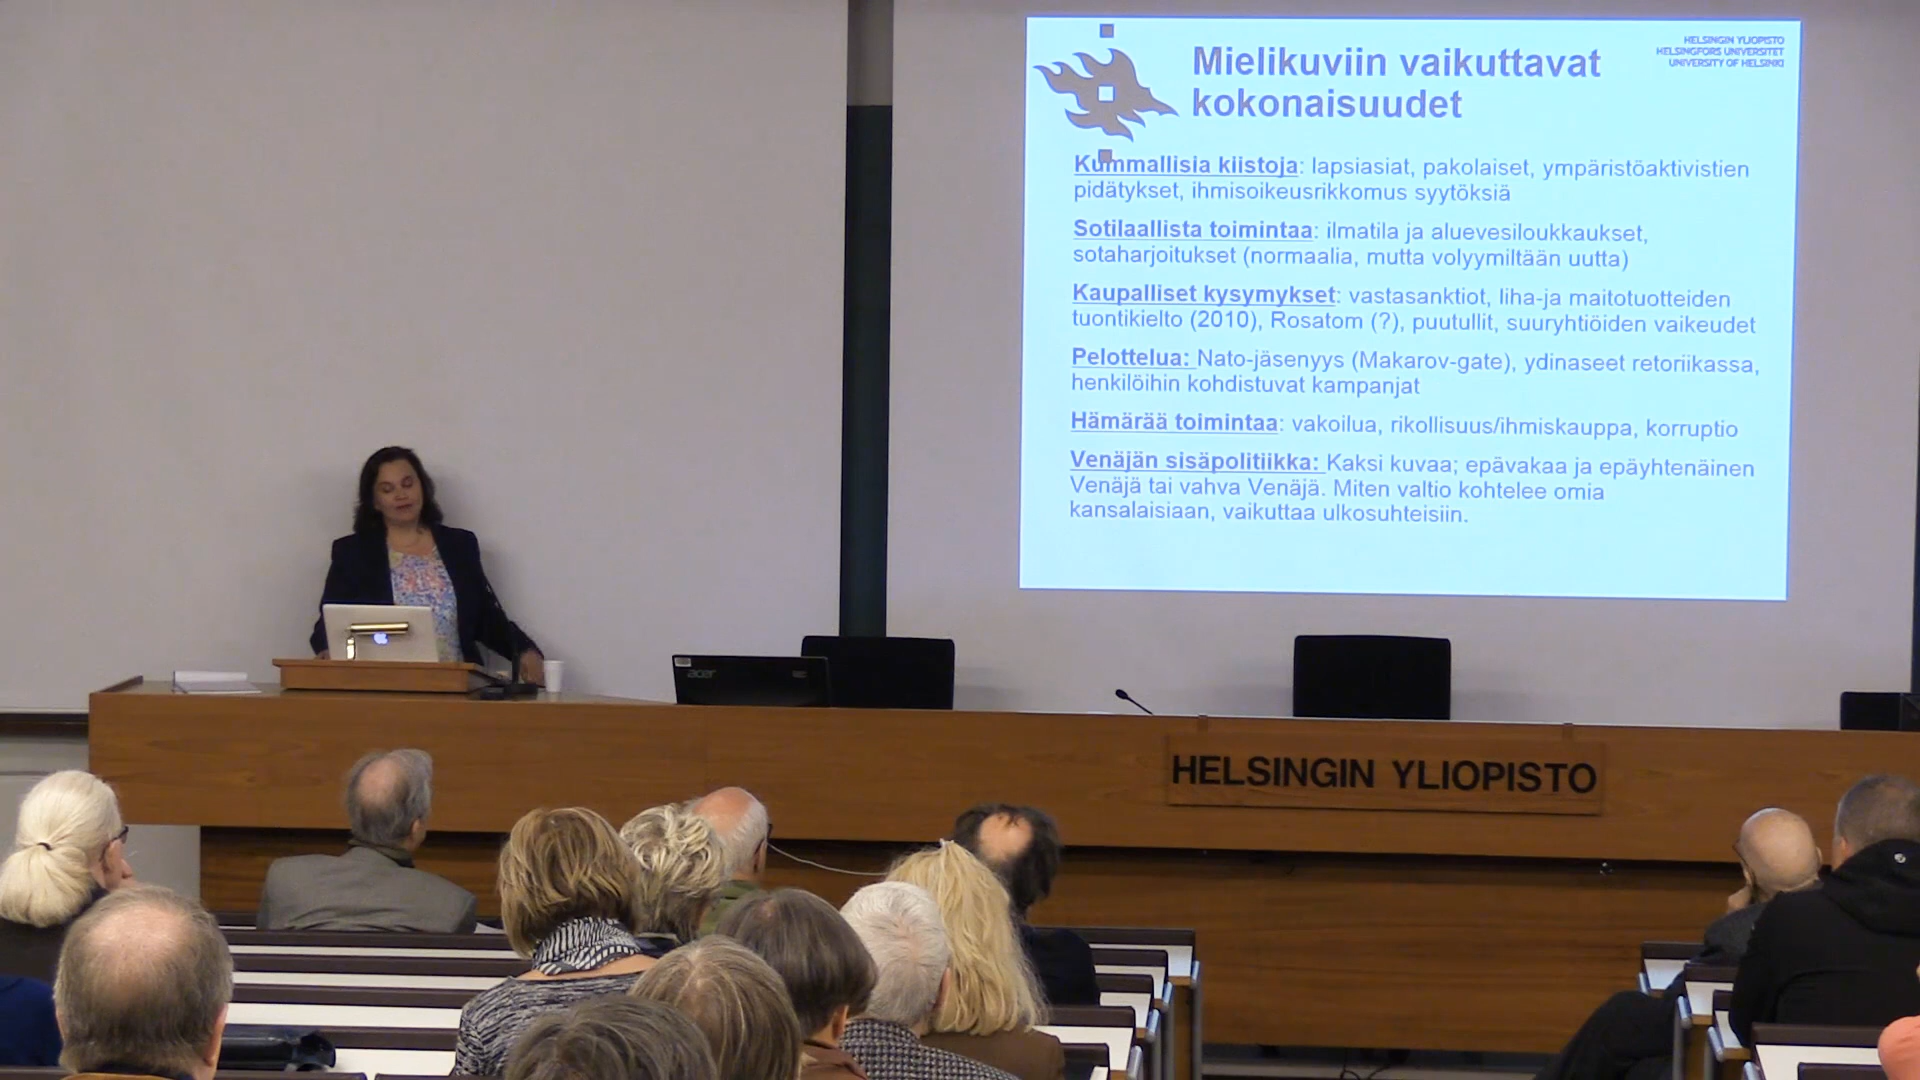 HELSINGIN YLIOPISTO
HELSINGFORS UNIVERSITET
UNIVERSITY OF HELSINKI
Mielikuviin vaikuttavat
kokonaisuudet
Kummallisia kiistoja: lapsiasiat, pakolaiset, ympäristöaktivistien
pidätykset, ihmisoikeusrikkomus syytöksiä
Sotilaallista toimintaa: ilmatila ja aluevesiloukkaukset,
sotaharjoitukset (normaalia, mutta volyymiltään uutta)
Kaupalliset kysymykset: vastasanktiot, liha-ja maitotuotteiden
tuontikielto (2010), Rosatom (?), puutullit, suuryhtiöiden vaikeudet
Pelottelua: Nato-jäsenyys (Makarov-gate), ydinaseet retoriikassa,
henkilöihin kohdistuvat kampanjat
Hämärää toimintaa: vakoilua, rikollisuus/ihmiskauppa, korruptio
Venäjän sisäpolitiikka: Kaksi kuvaa; epävakaa ja epäyhtenäinen
Venäjä tai vahva Venäjä. Miten valtio kohtelee omia
kansalaisiaan, vaikuttaa ulkosuhteisiin.
acer
HELSINGIN YLIOPISTO